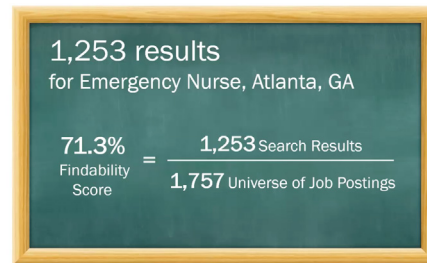 1,253 results
for Emergency Nurse, Atlanta, GA
71.3%
Findability
Score
=
1,253 Search Results
1,757 Universe of Job Postings